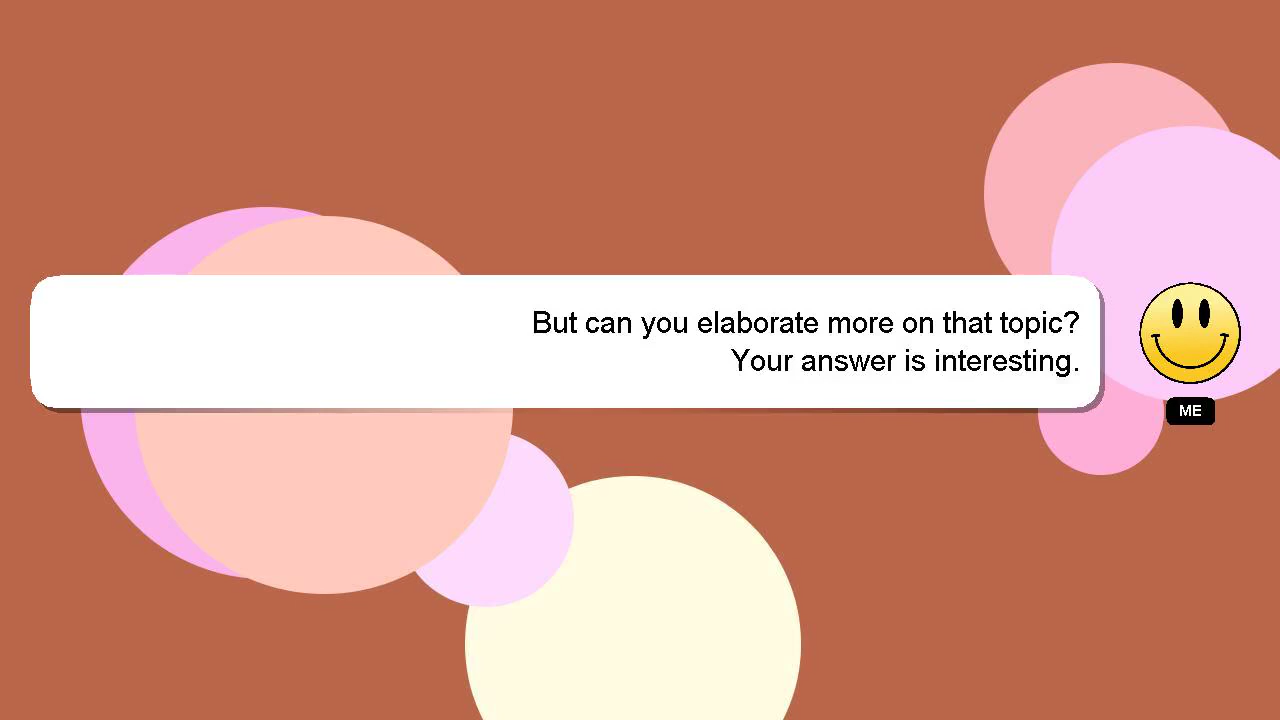 But can you elaborate more on that topic?
Your answer is interesting.
ME